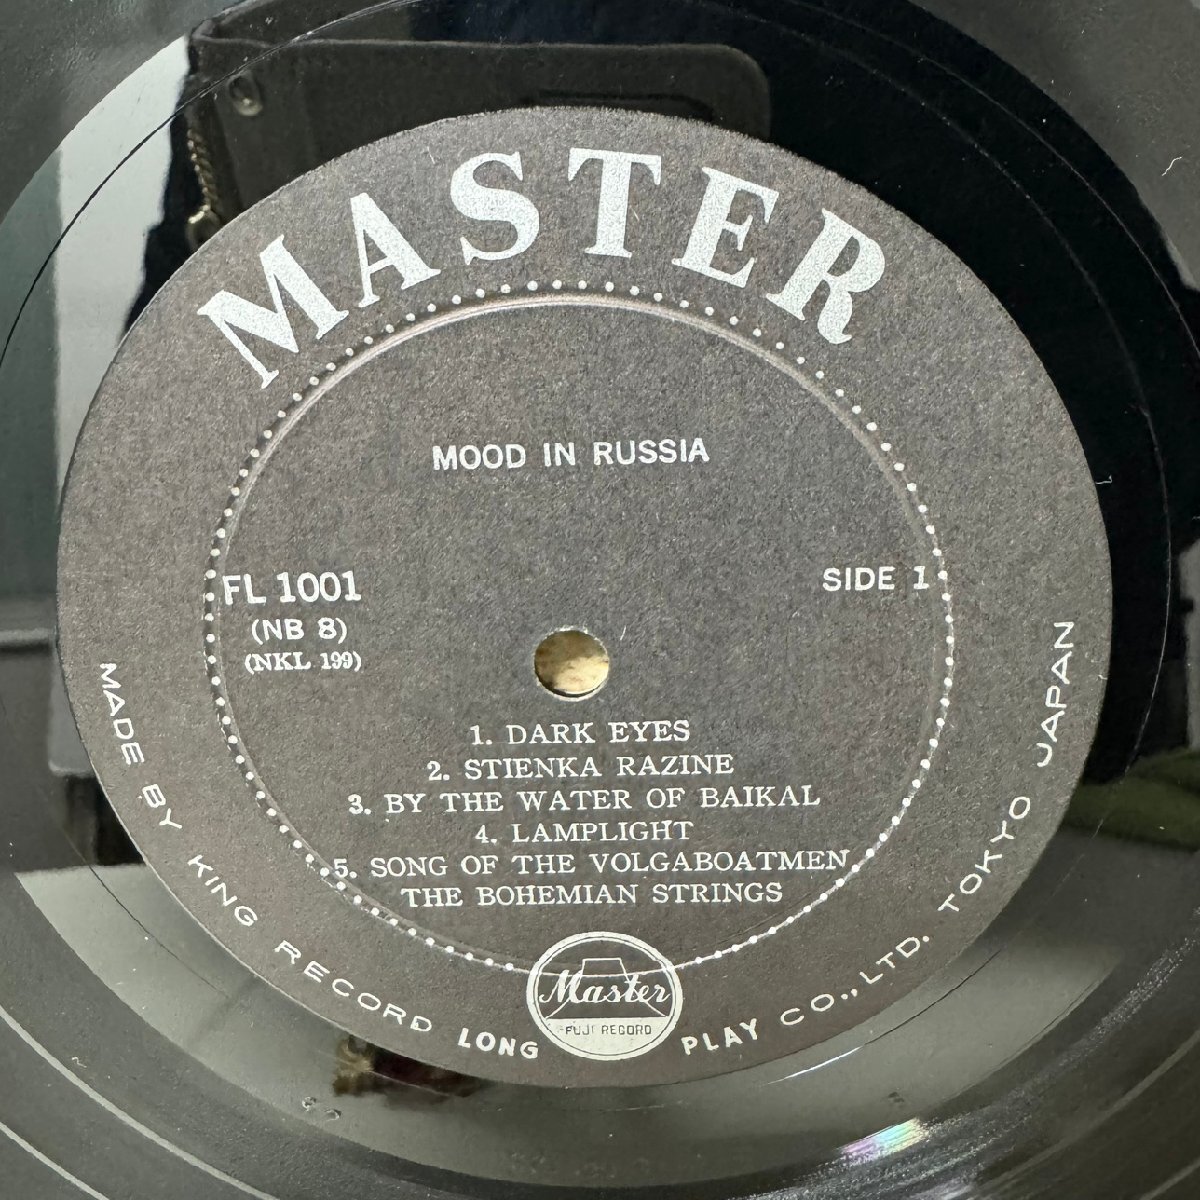 MASTER
MOOD IN RUSSIA
FL 1001
(NB 8)
(NKL 199)
SIDE 1
1. DARK EYES
2. STIENKA RAZINE
3. BY THE WATER OF BAIKAL
4. LAMPLIGHT
5. SONG OF THE VOLGABOATMEN
THE BOHEMIAN STRINGS
Master
FUJI RECORD
LONG PLAY
MADE BY KING RECORD CO., LTD. TOKYO JAPAN